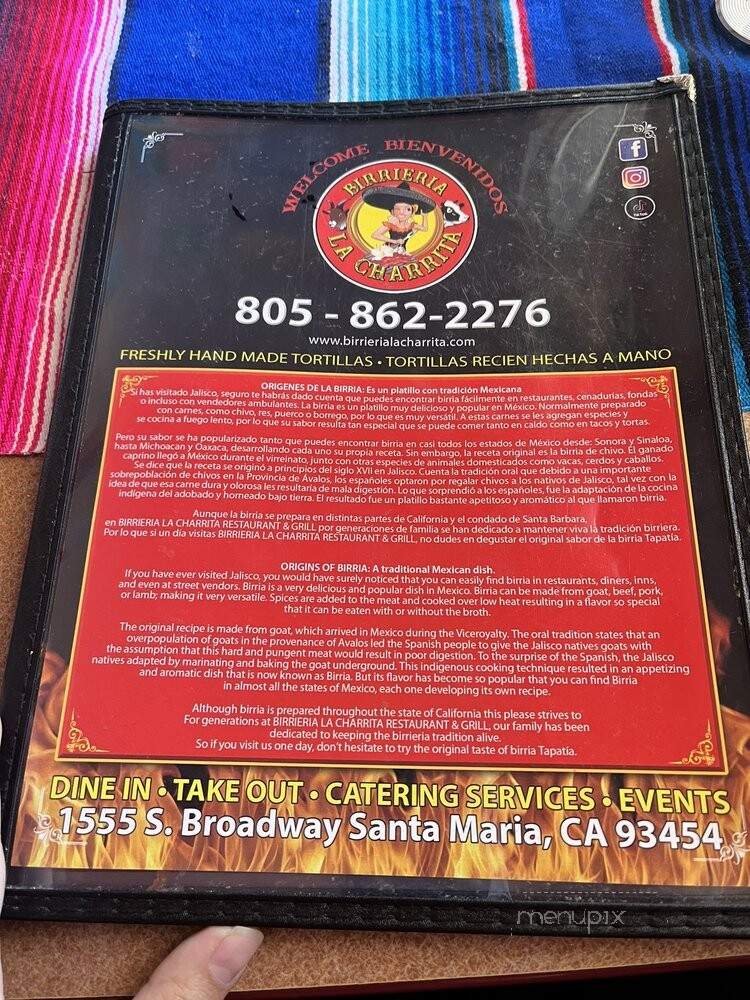 WELCOME BIENVENIDOS
BIRRIERIA
LA CHARRITA
Tik Tok
805 - 862-2276
www.birrierialacharrita.com
FRESHLY HAND MADE TORTILLAS • TORTILLAS RECIEN HECHAS A MANO
ORIGENES DE LA BIRRIA: Es un platillo con tradición Mexicana
Si has visitado Jalisco, seguro te habrás dado cuenta que puedes encontrar birria fácilmente en restaurantes, cenadurias, fondas
o incluso con vendedores ambulantes. La birria es un platillo muy delicioso y popular en México. Normalmente preparado
con carnes, como chivo, res, puerco o borrego, por lo que es muy versátil. A estas carnes se les agregan especies y
se cocina a fuego lento, por lo que su sabor resulta tan especial que se puede comer tanto en caldo como en tacos y tortas.
Pero su sabor se ha popularizado tanto que puedes encontrar birria en casi todos los estados de México desde: Sonora y Sinaloa,
hasta Michoacan y Oaxaca, desarrollando cada uno su propia receta. Sin embargo, la receta original es la birria de chivo. El ganado
caprino llegó a México durante el virreinato, junto con otras especies de animales domesticados como vacas, cerdos y caballos.
Se dice que la receta se originó a principios del siglo XVII en Jalisco. Cuenta la tradición oral que debido a una importante
sobrepoblación de chivos en la Provincia de Ávalos, los españoles optaron por regalar chivos a los nativos de Jalisco, tal vez con la
idea de que esa carne dura y olorosa les resultaría de mala digestión. Lo que sorprendió a los españoles, fue la adaptación de la cocina
indígena del adobado y horneado bajo tierra. El resultado fue un platillo bastante apetitoso y aromático al que llamaron birria.
Aunque la birria se prepara en distintas partes de California y el condado de Santa Barbara,
en BIRRIERIA LA CHARRITA RESTAURANT & GRILL por generaciones de familia se han dedicado a mantener viva la tradición birriera.
Por lo que si un día visitas BIRRIERIA LA CHARRITA RESTAURANT & GRILL, no dudes en degustar el original sabor de la birria Tapatía.
ORIGINS OF BIRRIA: A traditional Mexican dish.
If you have ever visited Jalisco, you would have surely noticed that you can easily find birria in restaurants, diners, inns,
and even at street vendors. Birria is a very delicious and popular dish in Mexico. Birria can be made from goat, beef, pork,
or lamb; making it very versatile. Spices are added to the meat and cooked over low heat resulting in a flavor so special
that it can be eaten with or without the broth.
The original recipe is made from goat, which arrived in Mexico during the Viceroyalty. The oral tradition states that an
overpopulation of goats in the provenance of Avalos led the Spanish people to give the Jalisco natives goats with
the assumption that this hard and pungent meat would result in poor digestion. To the surprise of the Spanish, the Jalisco
natives adapted by marinating and baking the goat underground. This indigenous cooking technique resulted in an appetizing
and aromatic dish that is now known as Birria. But its flavor has become so popular that you can find Birria
in almost all the states of Mexico, each one developing its own recipe.
Although birria is prepared throughout the state of California this please strives to
For generations at BIRRIERIA LA CHARRITA RESTAURANT & GRILL, our family has been
dedicated to keeping the birrieria tradition alive.
So if you visit us one day, don't hesitate to try the original taste of birria Tapatía.
DINE IN • TAKE OUT • CATERING SERVICES • EVENTS
1555 S. Broadway Santa Maria, CA 93454
menupix